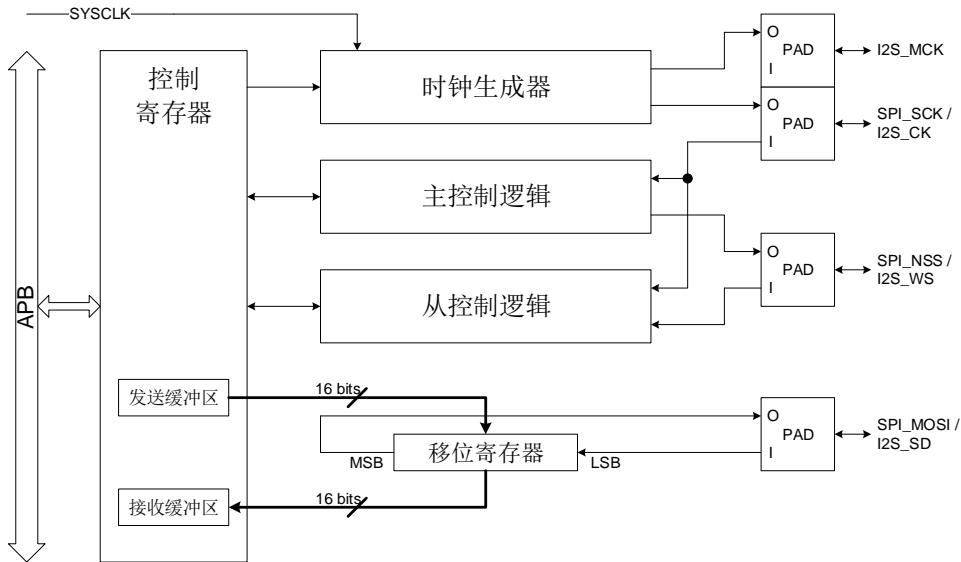 SYSCLK
控制
寄存器
时钟生成器
O
PAD
I
I2S_MCK
O
PAD
I
SPI_SCK /
I2S_CK
主控制逻辑
O
PAD
I
SPI_NSS /
I2S_WS
从控制逻辑
APB
发送缓冲区
16 bits
O
PAD
I
SPI_MOSI /
I2S_SD
MSB
移位寄存器
LSB
接收缓冲区
16 bits